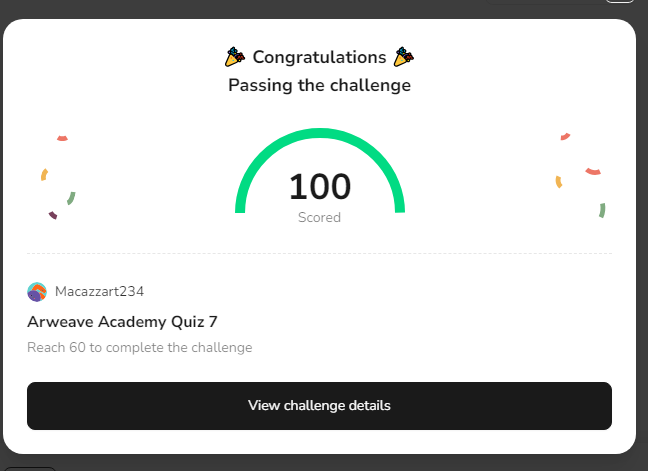 Congratulations
Passing the challenge
100
Scored
Macazzart234
Arweave Academy Quiz 7
Reach 60 to complete the challenge
View challenge details